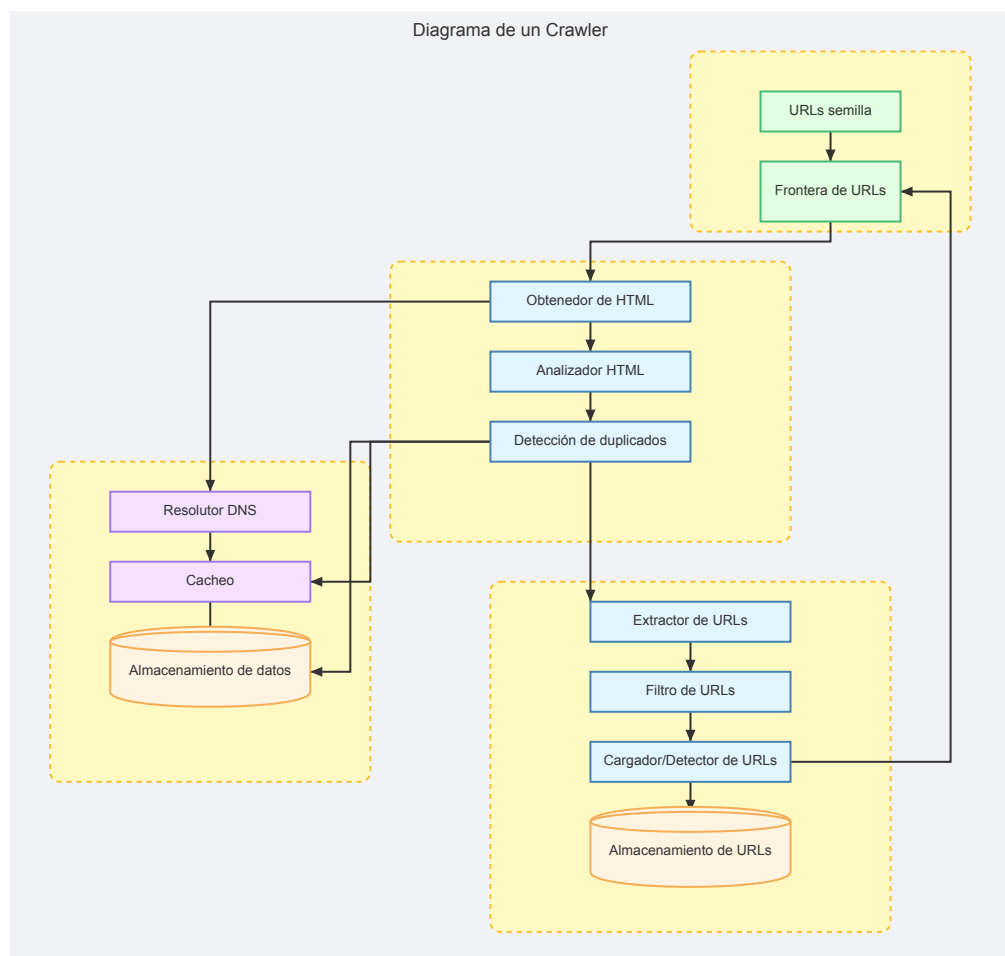 Diagrama de un Crawler
URLs semilla
Frontera de URLs
Obtenedor de HTML
Analizador HTML
Detección de duplicados
Resolutor DNS
Cacheo
Almacenamiento de datos
Extractor de URLs
Filtro de URLs
Cargador/Detector de URLs
Almacenamiento de URLs